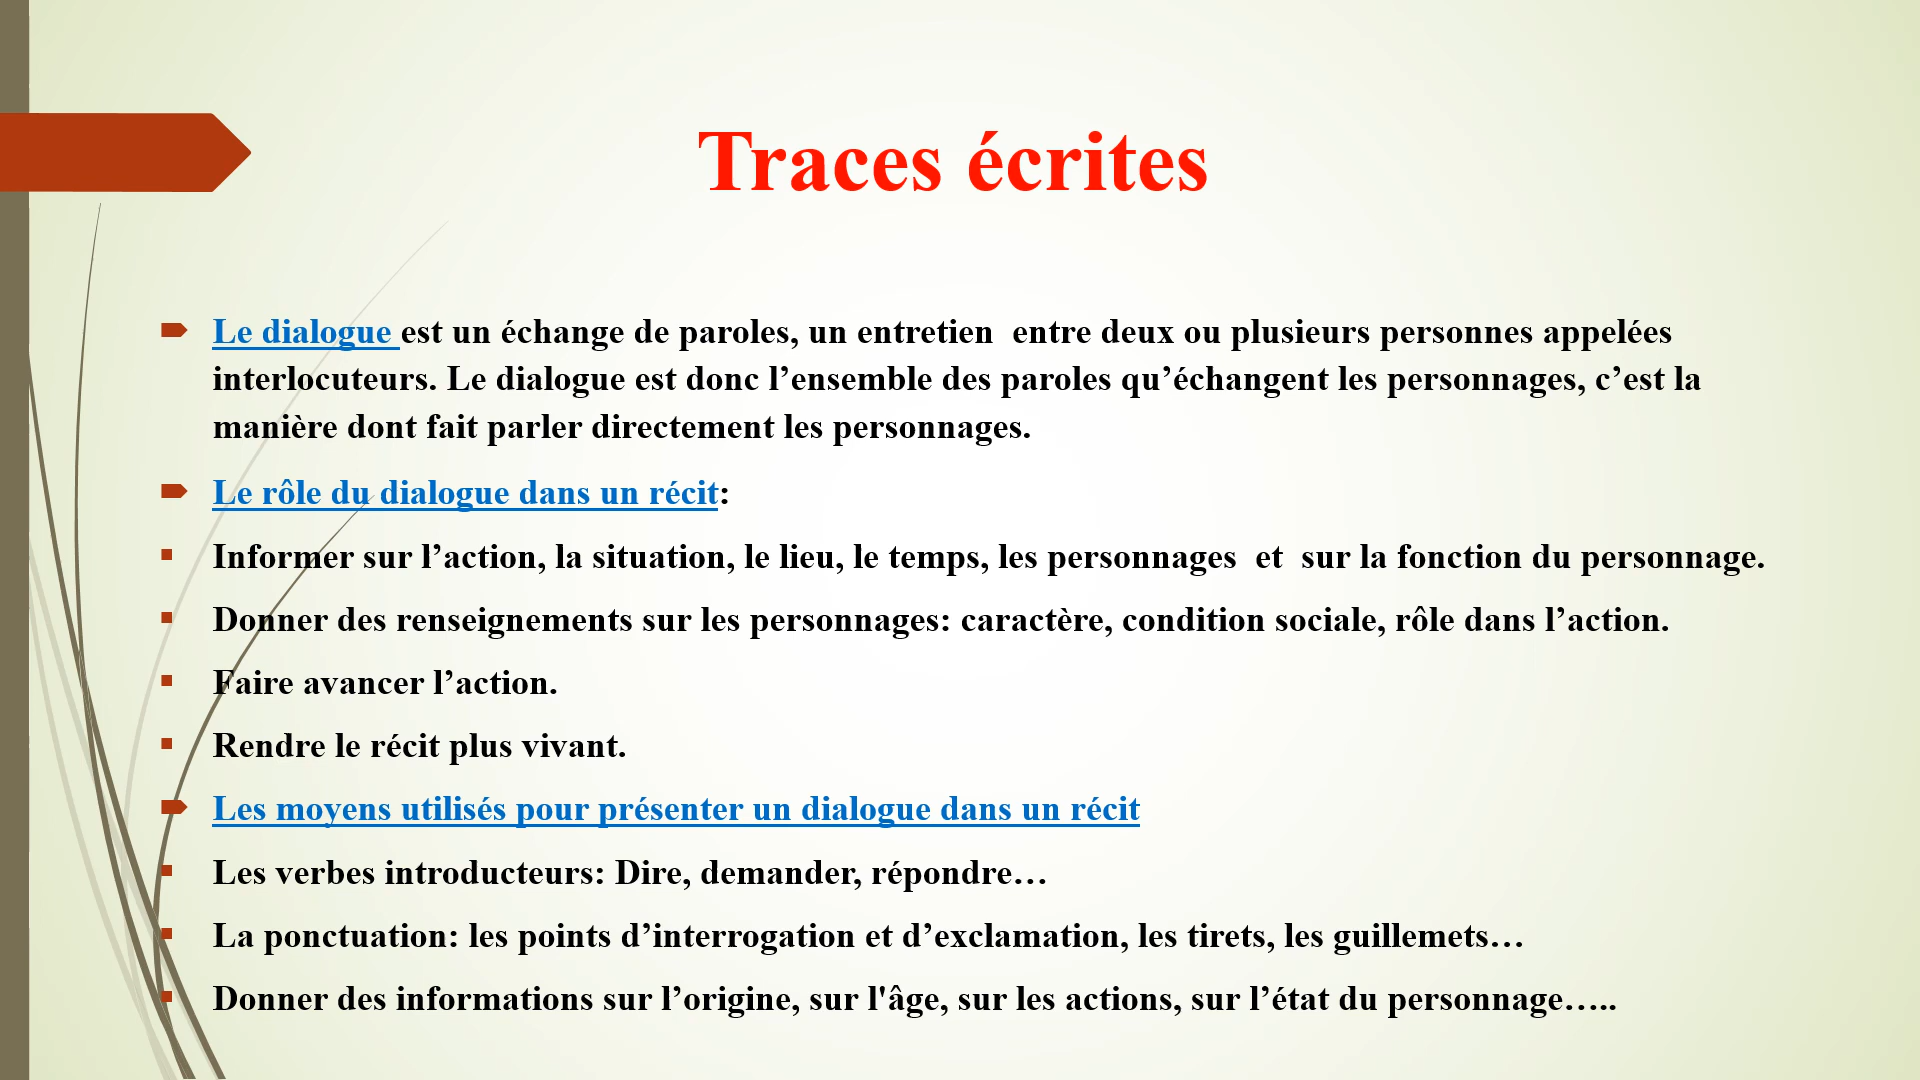 Traces écrites
Le dialogue est un échange de paroles, un entretien  entre deux ou plusieurs personnes appelées
interlocuteurs. Le dialogue est donc l’ensemble des paroles qu’échangent les personnages, c’est la
manière dont fait parler directement les personnages.
Le rôle du dialogue dans un récit:
Informer sur l’action, la situation, le lieu, le temps, les personnages  et  sur la fonction du personnage.
Donner des renseignements sur les personnages: caractère, condition sociale, rôle dans l’action.
Faire avancer l’action.
Rendre le récit plus vivant.
Les moyens utilisés pour présenter un dialogue dans un récit
Les verbes introducteurs: Dire, demander, répondre…
La ponctuation: les points d’interrogation et d’exclamation, les tirets, les guillemets…
Donner des informations sur l’origine, sur l'âge, sur les actions, sur l’état du personnage…..